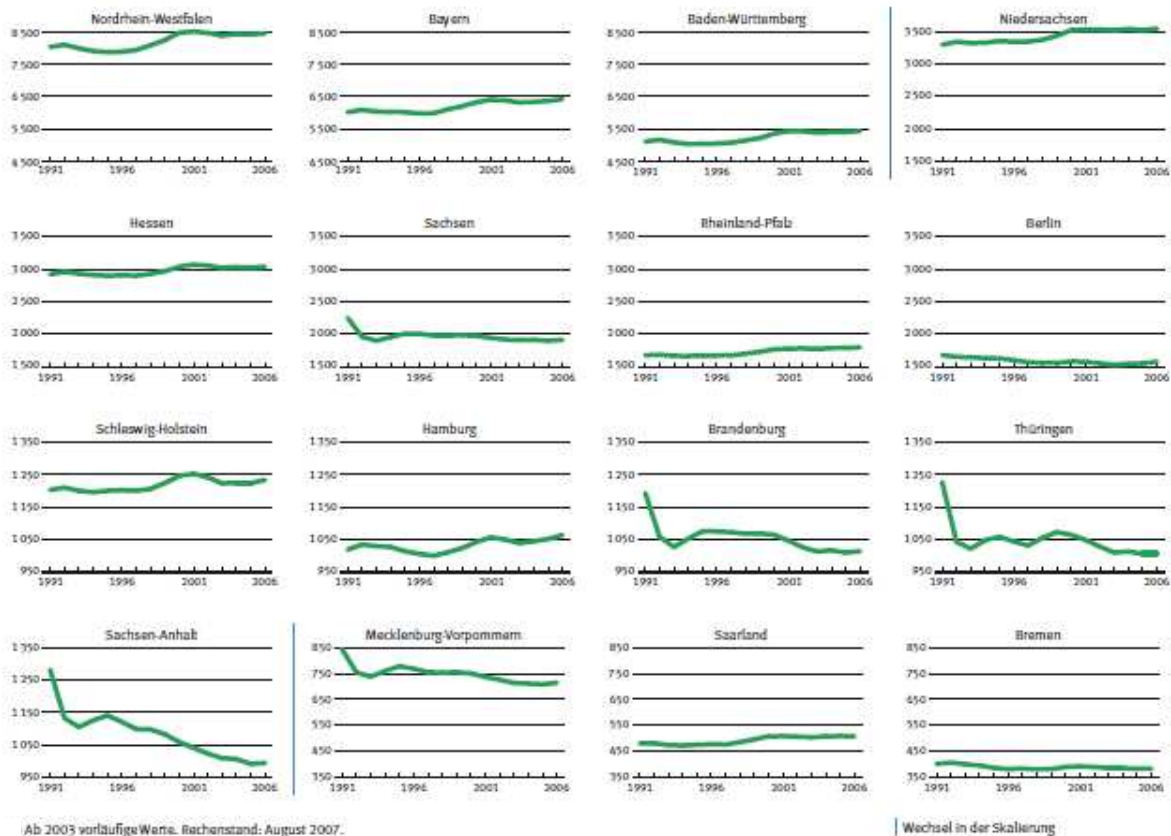 Nordrhein-Westfalen
8 500
7 500
6 500
5 500
4 500
1991 1996 2001 2006
Bayern
8 500
7 500
6 500
5 500
4 500
1991 1996 2001 2006
Baden-Württemberg
8 500
7 500
6 500
5 500
4 500
1991 1996 2001 2006
Niedersachsen
3 500
3 000
2 500
2 000
1 500
1991 1996 2001 2006
Hessen
3 500
3 000
2 500
2 000
1 500
1991 1996 2001 2006
Sachsen
3 500
3 000
2 500
2 000
1 500
1991 1996 2001 2006
Rheinland-Pfalz
3 500
3 000
2 500
2 000
1 500
1991 1996 2001 2006
Berlin
3 500
3 000
2 500
2 000
1 500
1991 1996 2001 2006
Schleswig-Holstein
1 350
1 250
1 150
1 050
950
1991 1996 2001 2006
Hamburg
1 350
1 250
1 150
1 050
950
1991 1996 2001 2006
Brandenburg
1 350
1 250
1 150
1 050
950
1991 1996 2001 2006
Thüringen
1 350
1 250
1 150
1 050
950
1991 1996 2001 2006
Sachsen-Anhalt
1 350
1 250
1 150
1 050
950
1991 1996 2001 2006
Mecklenburg-Vorpommern
850
750
650
550
450
350
1991 1996 2001 2006
Saarland
850
750
650
550
450
350
1991 1996 2001 2006
Bremen
850
750
650
550
450
350
1991 1996 2001 2006
Ab 2003 vorläufige Werte. Rechenstand: August 2007.
Wechsel in der Skalierung